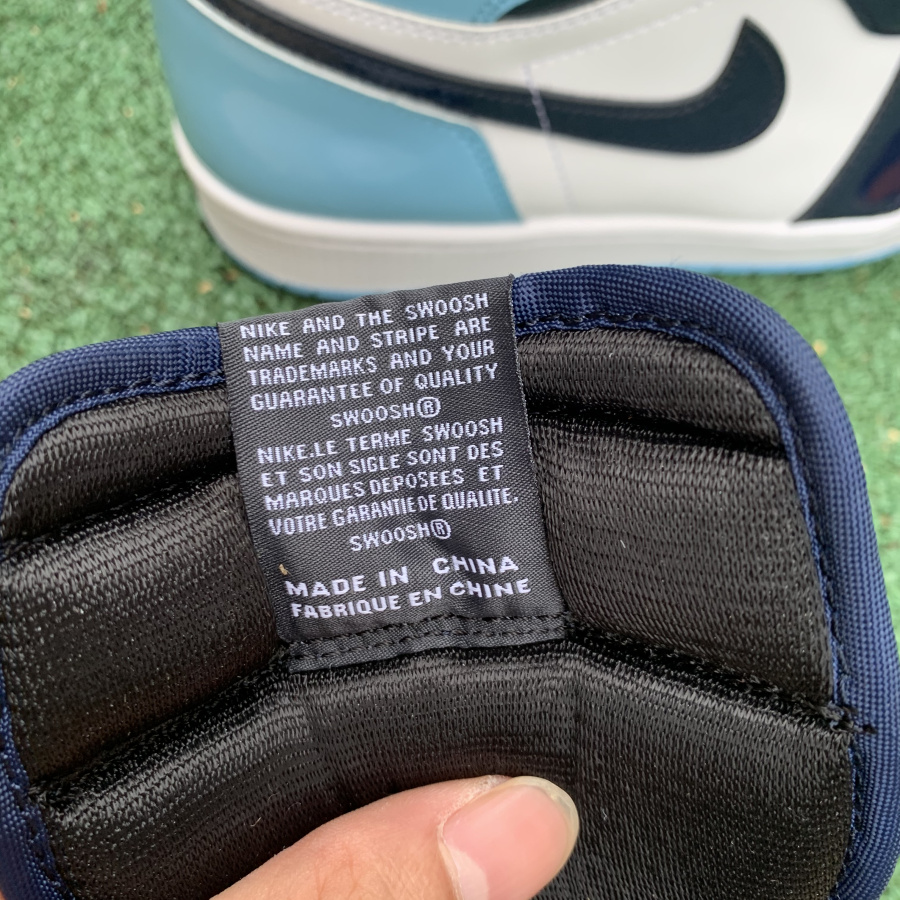 NIKE AND THE SWOOSH
NAME AND STRIPE ARE
TRADEMARKS AND YOUR
GUARANTEE OF QUALITY
SWOOSH®
NIKE.LE TERME SWOOSH
ET SON SIGLE SONT DES
MARQUES DEPOSEES ET
VOTRE GARANTIE DE QUALITE.
SWOOSH®
MADE IN CHINA
FABRIQUE EN CHINE